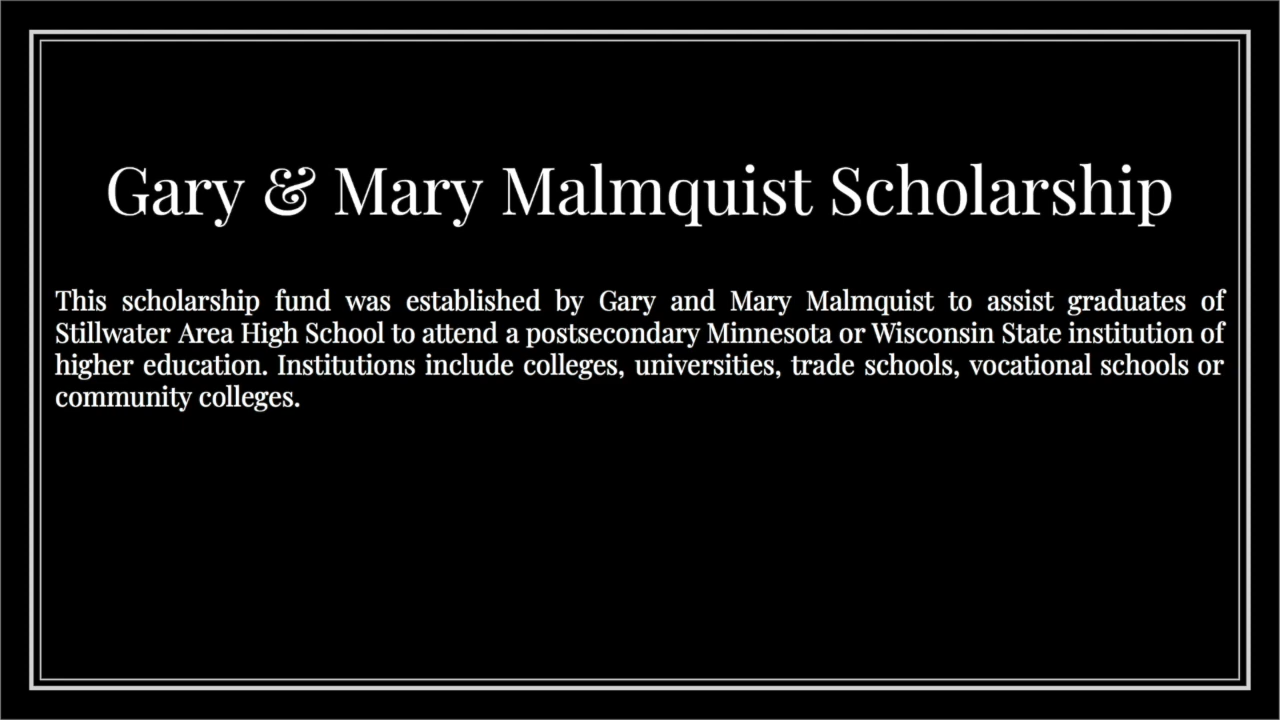 Gary & Mary Malmquist Scholarship
This scholarship fund was established by Gary and Mary Malmquist to assist graduates of
Stillwater Area High School to attend a postsecondary Minnesota or Wisconsin State institution of
higher education. Institutions include colleges, universities, trade schools, vocational schools or
community colleges.